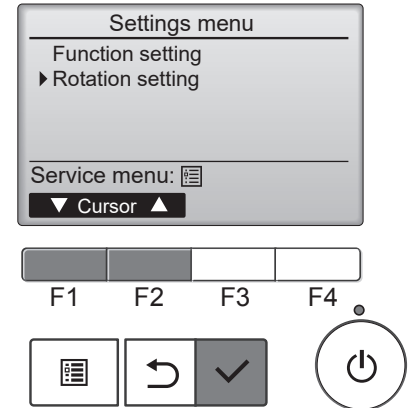 Settings menu
Function setting
Rotation setting
Service menu:
▼ Cursor ▲
F1 F2 F3 F4